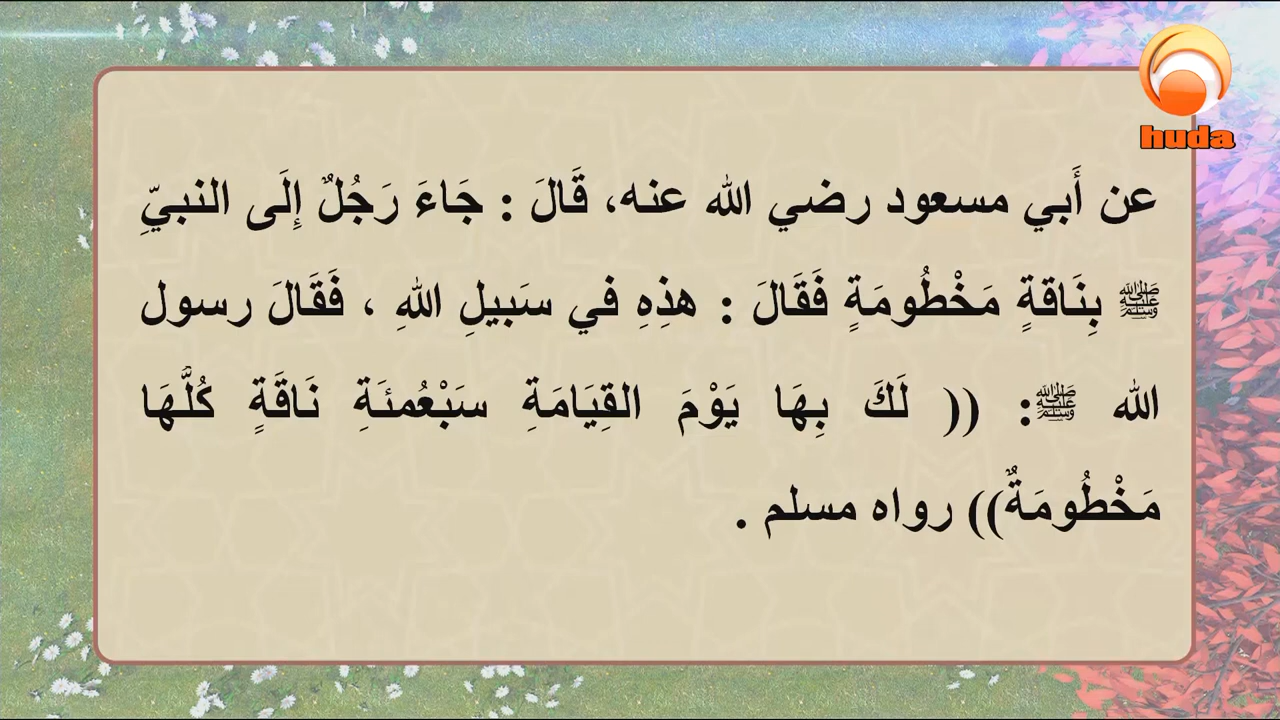 huda
عن أَبي مسعود رضي الله عنه، قَالَ : جَاءَ رَجُلٌ إِلَى النبيِّ
ﷺ بِنَاقةٍ مَخْطُومَةٍ فَقَالَ : هذِهِ في سَبيلِ اللهِ ، فَقَالَ رسول
الله ﷺ: (( لَكَ بِهَا يَوْمَ القِيَامَةِ سَبْعُمئَةِ نَاقَةٍ كُلَّهَا
مَخْطُومَةٌ)) رواه مسلم .